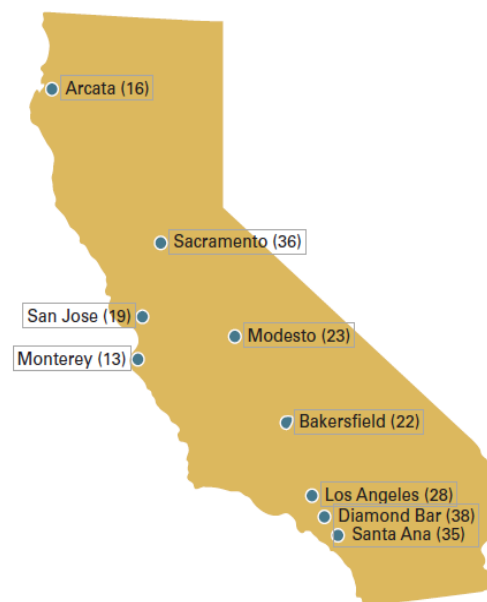 Arcata (16)
Sacramento (36)
San Jose (19)
Modesto (23)
Monterey (13)
Bakersfield (22)
Los Angeles (28)
Diamond Bar (38)
Santa Ana (35)